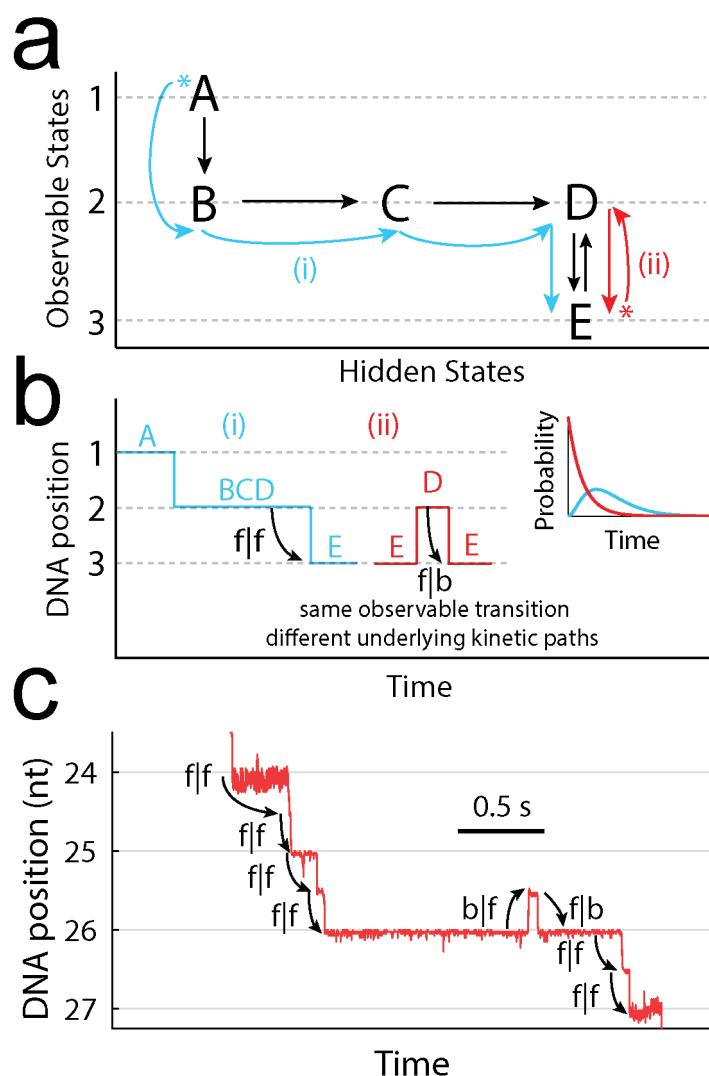 a
Observable States
1
2
3
* A
B
C
D
E
(i)
(ii)
*
Hidden States
b
DNA position
1
2
3
A
(i)
BCD
f|f
E
(ii)
E
D
E
f|b
same observable transition
different underlying kinetic paths
Time
Probability
Time
c
DNA position (nt)
24
25
26
27
f|f
f|f
f|f
f|f
0.5 s
b|f
f|b
f|f
f|f
Time